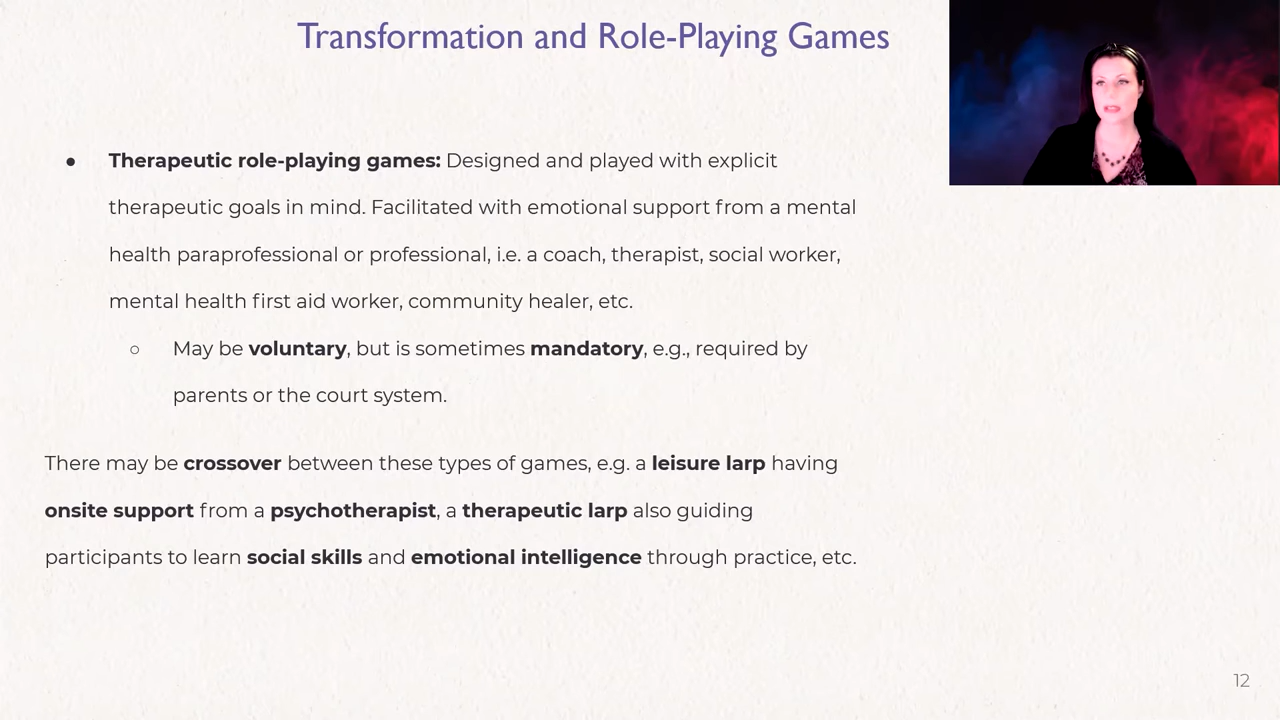 Transformation and Role-Playing Games
● Therapeutic role-playing games: Designed and played with explicit
therapeutic goals in mind. Facilitated with emotional support from a mental
health paraprofessional or professional, i.e. a coach, therapist, social worker,
mental health first aid worker, community healer, etc.
○ May be voluntary, but is sometimes mandatory, e.g., required by
parents or the court system.
There may be crossover between these types of games, e.g. a leisure larp having
onsite support from a psychotherapist, a therapeutic larp also guiding
participants to learn social skills and emotional intelligence through practice, etc.
12